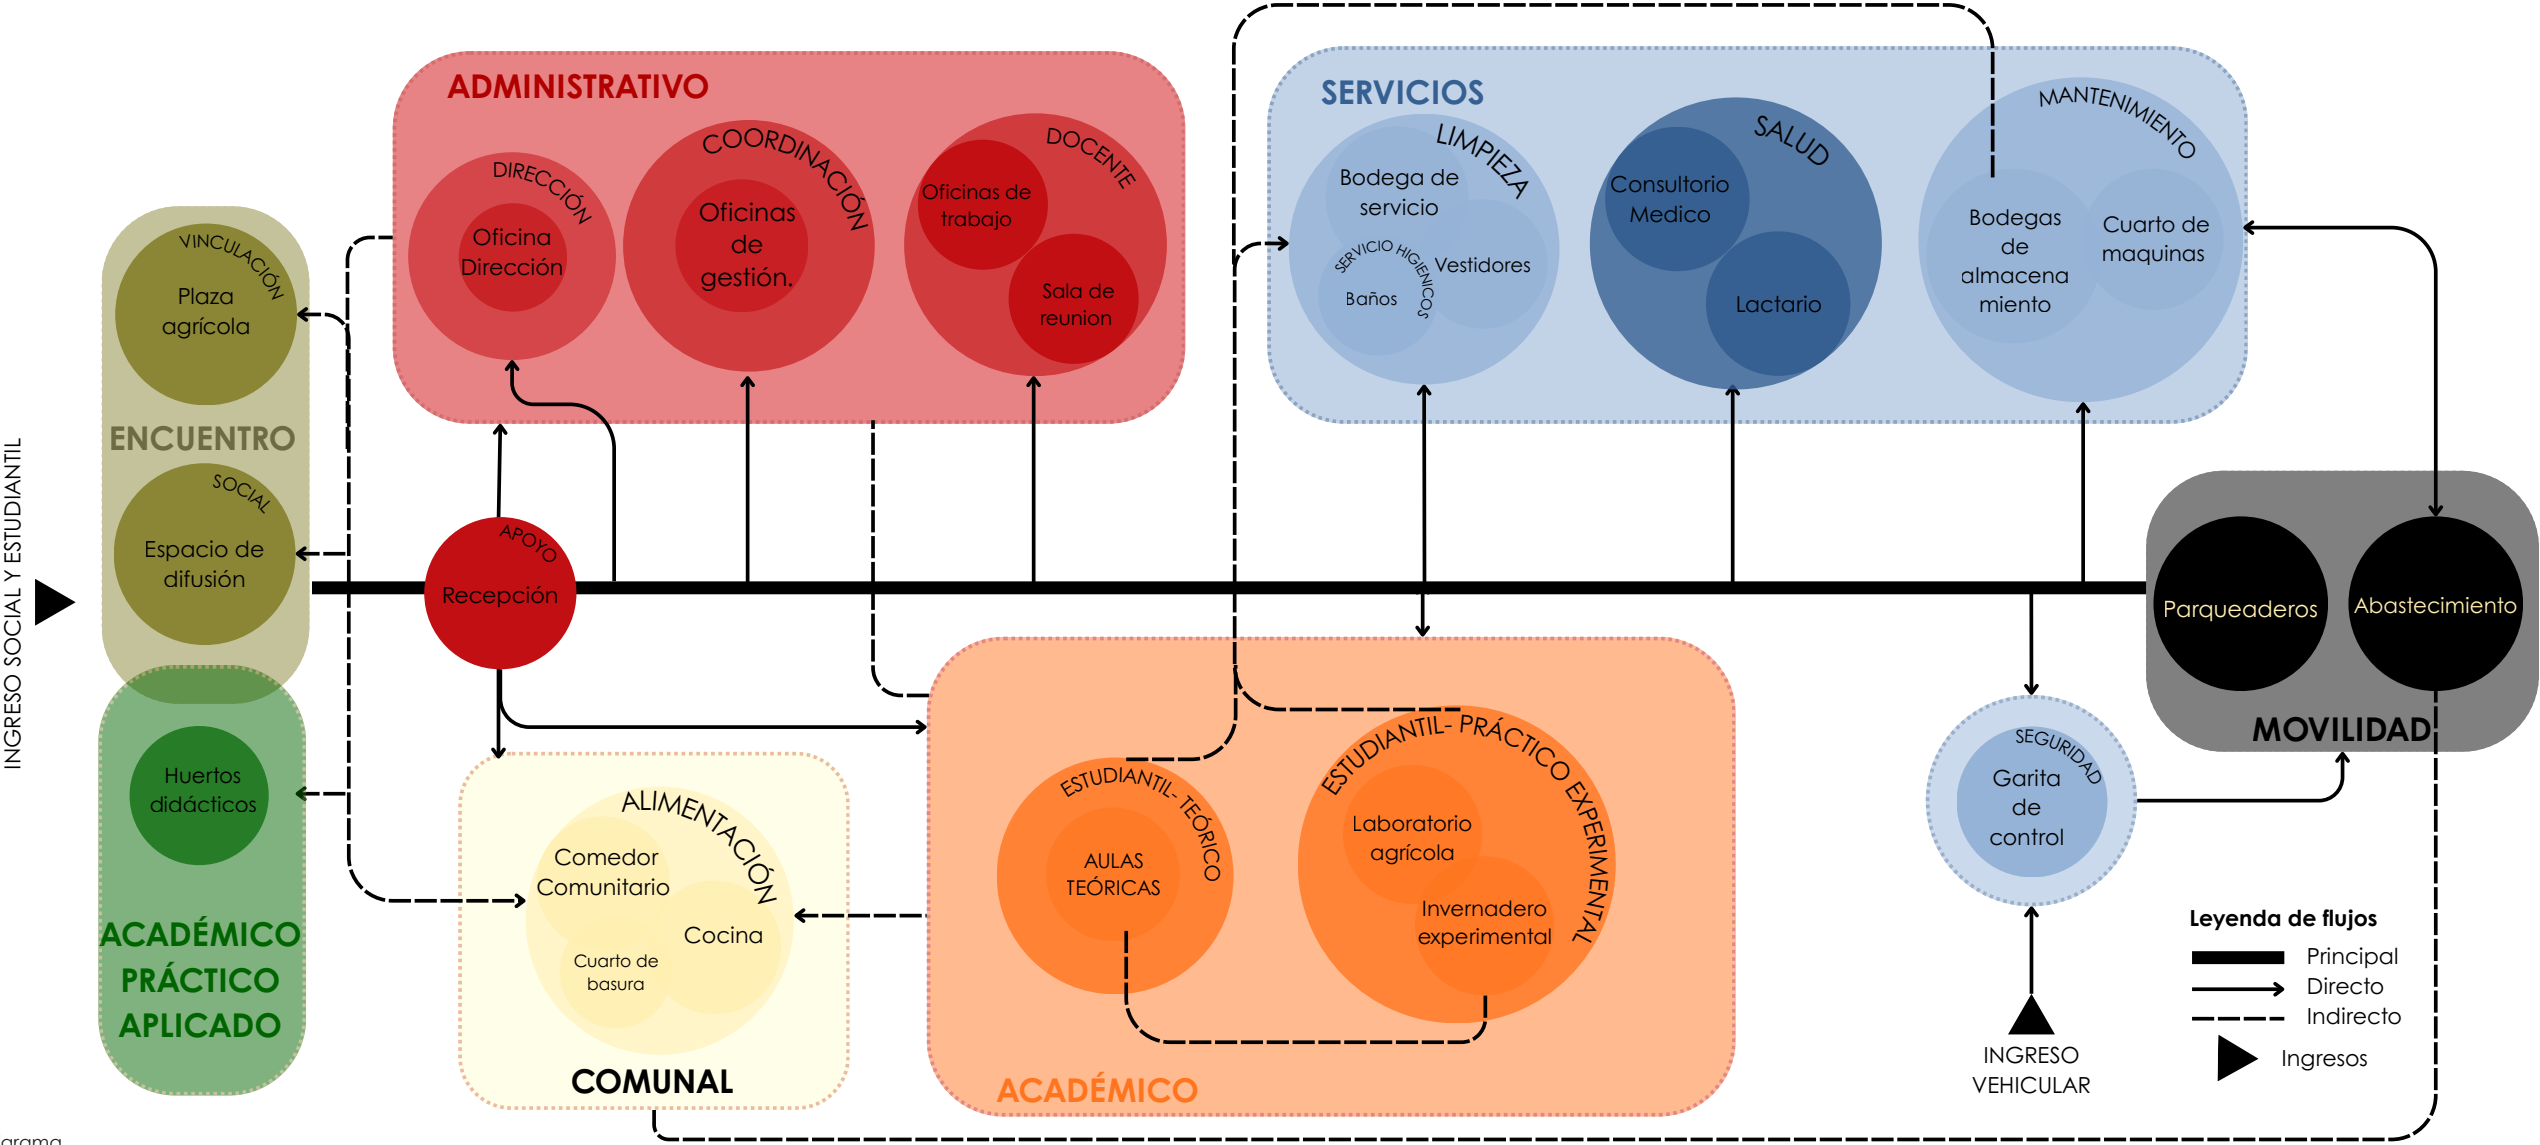 INGRESO SOCIAL Y ESTUDIANTIL
ENCUENTRO
VINCULACIÓN
Plaza
agrícola
SOCIAL
Espacio de
difusión
Huertos
didácticos
ACADÉMICO
PRÁCTICO
APLICADO
ADMINISTRATIVO
DIRECCIÓN
Oficina
Dirección
COORDINACIÓN
Oficinas
de
gestión.
DOCENTE
Oficinas de
trabajo
Sala de
reunion
APOYO
Recepción
SERVICIOS
LIMPIEZA
Bodega de
servicio
SERVICIO HIGIENICOS
Baños
Vestidores
SALUD
Consultorio
Medico
Lactario
MANTENIMIENTO
Bodegas
de
almacena
miento
Cuarto de
maquinas
Parqueaderos
Abastecimiento
MOVILIDAD
ALIMENTACIÓN
Comedor
Comunitario
Cocina
Cuarto de
basura
COMUNAL
ESTUDIANTIL- TEÓRICO
AULAS
TEÓRICAS
ESTUDIANTIL- PRÁCTICO EXPERIMENTAL
Laboratorio
agrícola
Invernadero
experimental
ACADÉMICO
SEGURIDAD
Garita
de
control
INGRESO
VEHICULAR
Leyenda de flujos
Principal
Directo
Indirecto
Ingresos